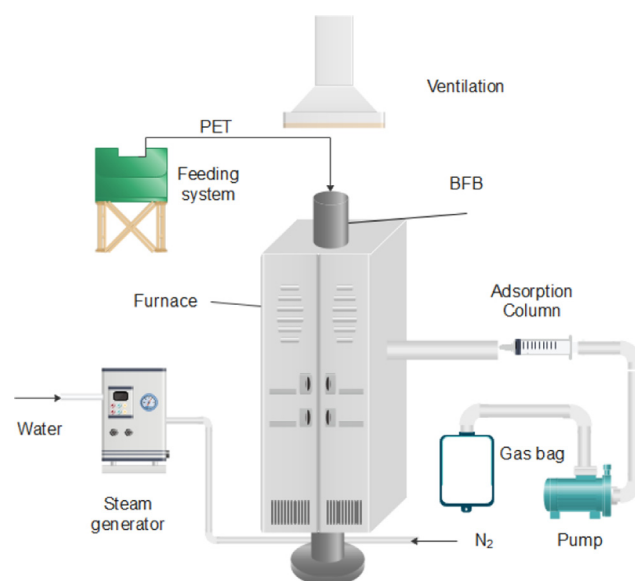 Ventilation
PET
Feeding
system
BFB
Furnace
Adsorption
Column
Water
Gas bag
Steam
generator
N₂
Pump